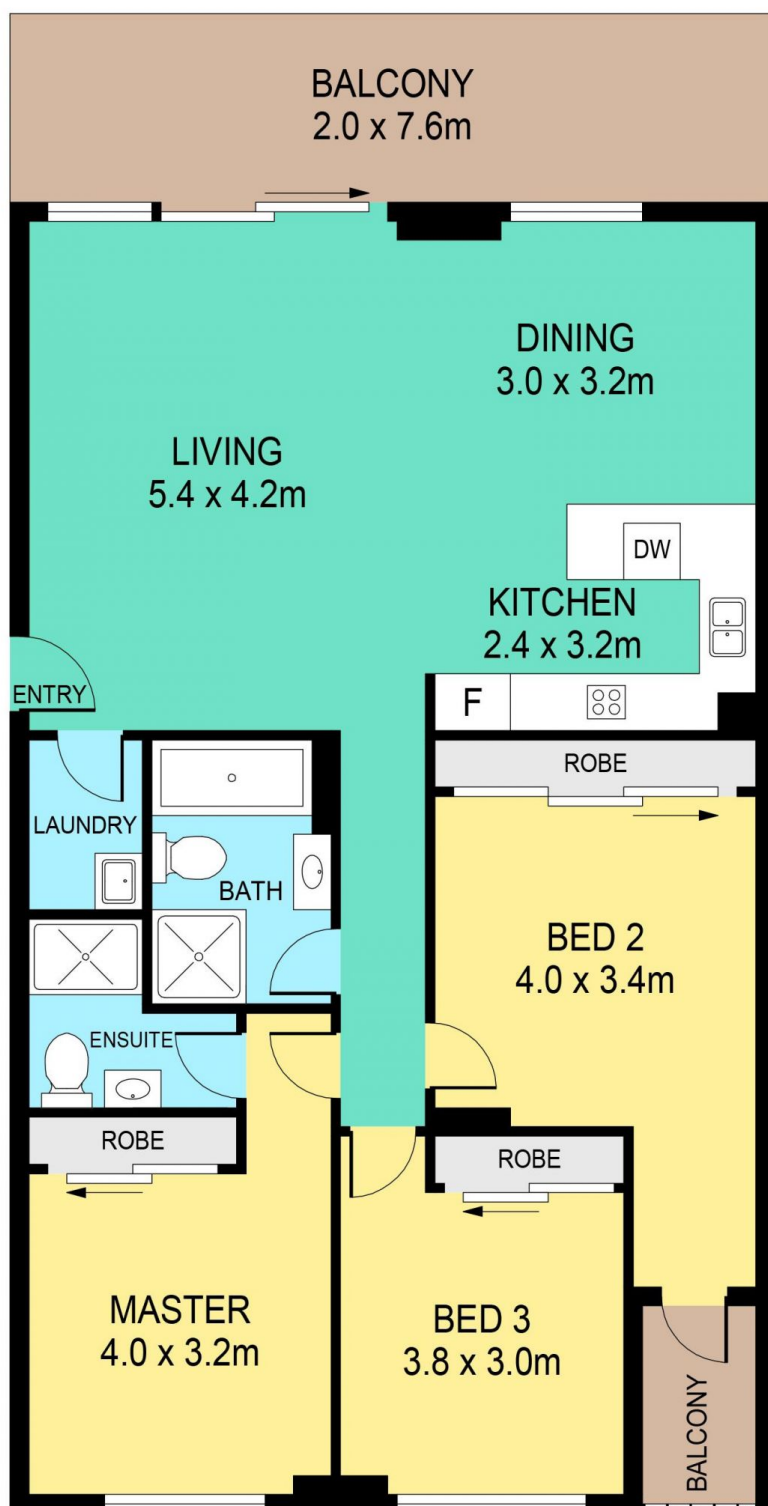 BALCONY
2.0 x 7.6m
DINING
3.0 x 3.2m
LIVING
5.4 x 4.2m
DW
KITCHEN
2.4 x 3.2m
ENTRY
F
ROBE
LAUNDRY
BATH
BED 2
4.0 x 3.4m
ENSUITE
ROBE
ROBE
MASTER
4.0 x 3.2m
BED 3
3.8 x 3.0m
BALCONY